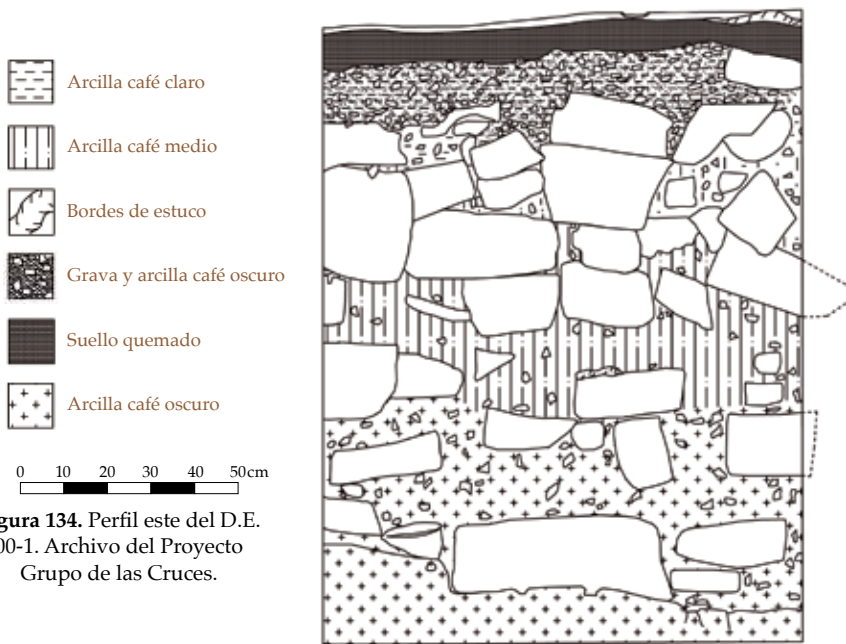 Arcilla café claro
Arcilla café medio
Bordes de estuco
Grava y arcilla café oscuro
Suello quemado
Arcilla café oscuro
0 10 20 30 40 50cm
gura 134. Perfil este del D.E.
00-1. Archivo del Proyecto
Grupo de las Cruces.